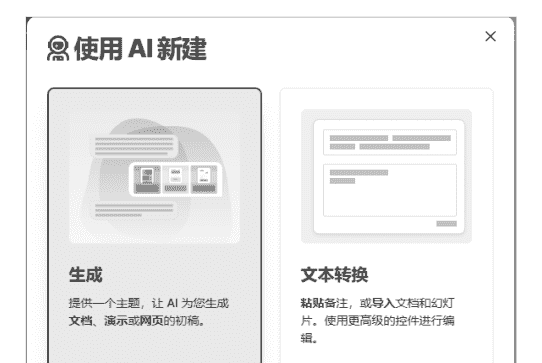 使用 AI 新建
生成
提供一个主题，让 AI 为您生成
文档、演示或网页的初稿。
文本转换
粘贴备注，或导入文档和幻灯
片。使用更高级的控件进行编
辑。